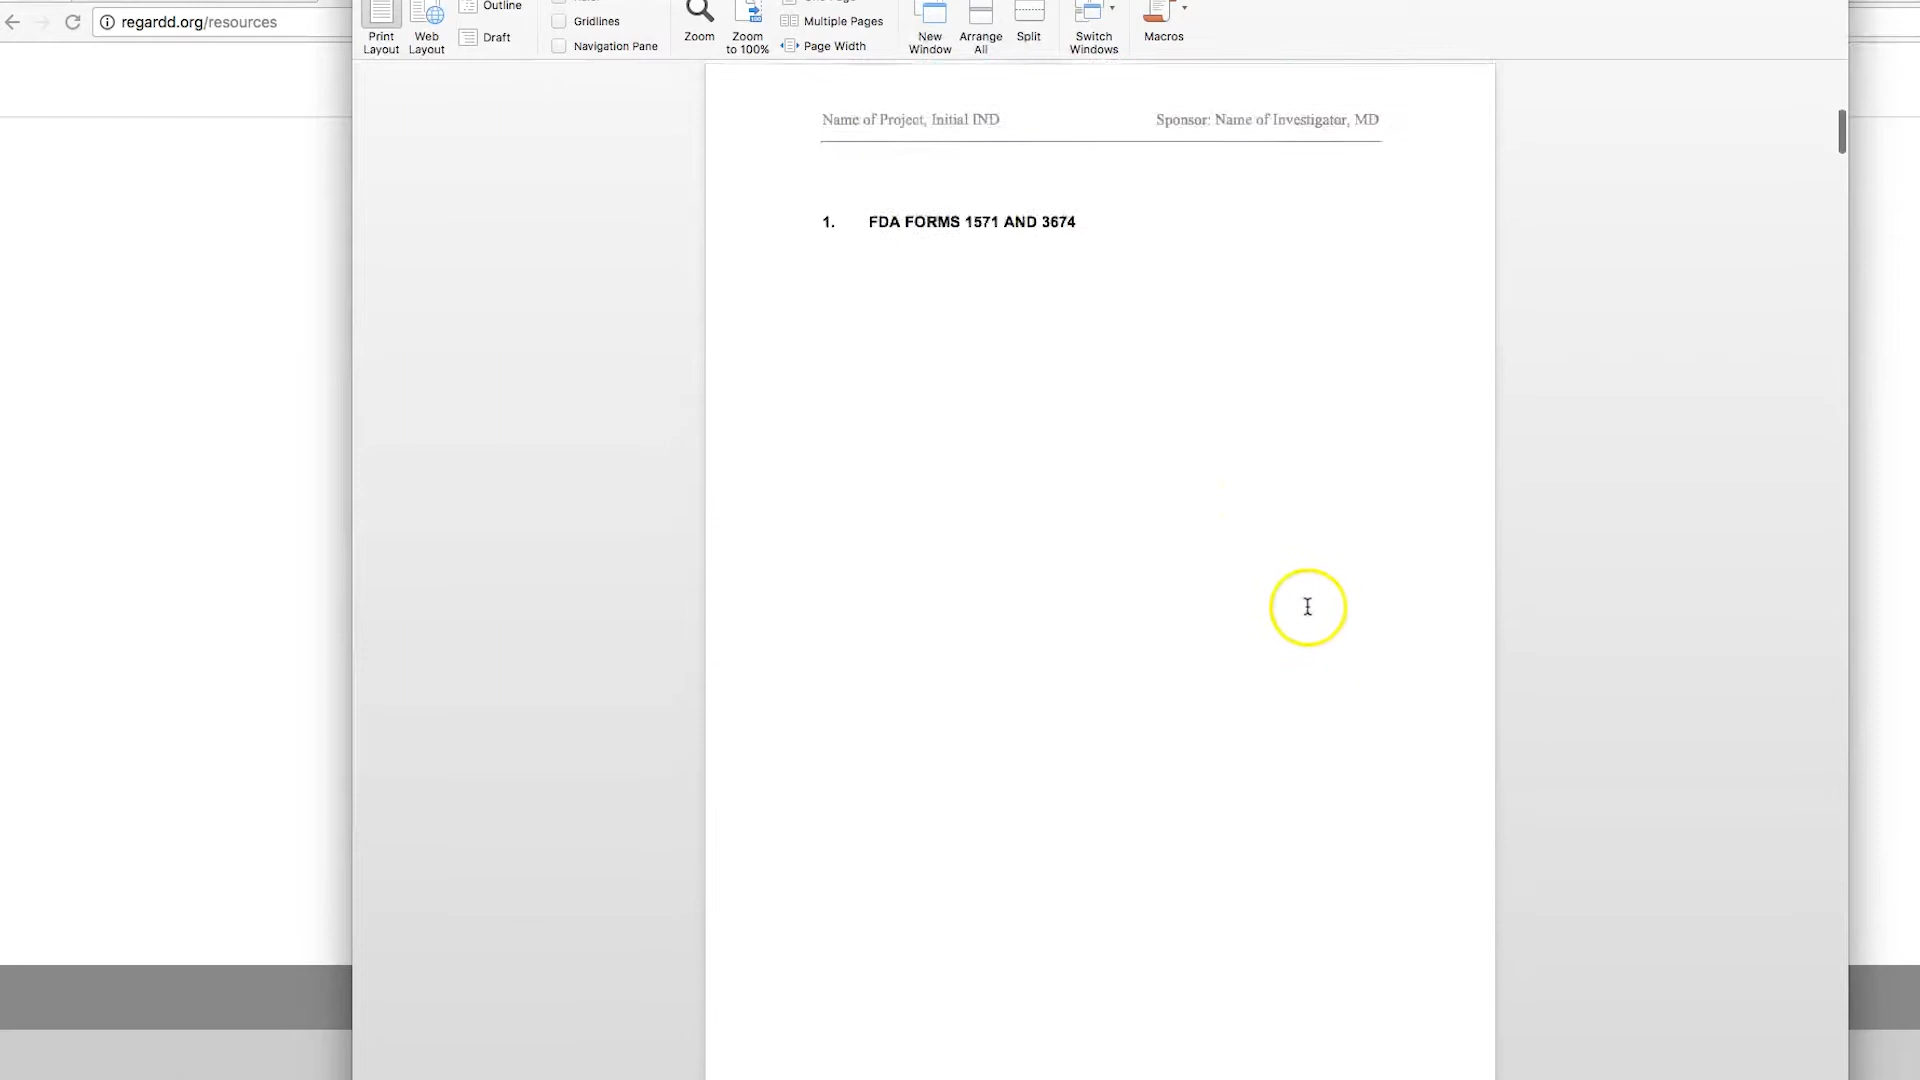 regardd.org/resources
Outline
Gridlines
Multiple Pages
Print Layout
Web Layout
Draft
Navigation Pane
Zoom
Zoom to 100%
Page Width
New Window
Arrange All
Split
Switch Windows
Macros
Name of Project, Initial IND
Sponsor: Name of Investigator, MD
1. FDA FORMS 1571 AND 3674